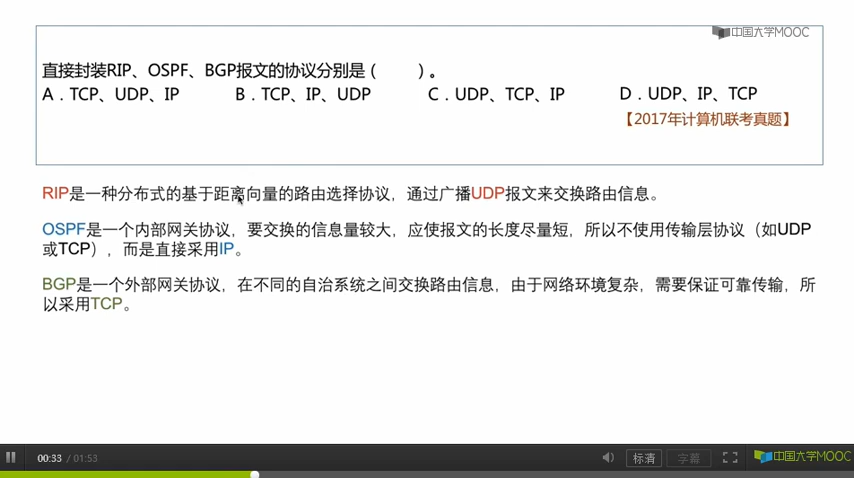 中国大学MOOC
直接封装RIP、OSPF、BGP报文的协议分别是（ ）。
A．TCP、UDP、IP B．TCP、IP、UDP C．UDP、TCP、IP D．UDP、IP、TCP
【2017年计算机联考真题】
RIP是一种分布式的基于距离向量的路由选择协议，通过广播UDP报文来交换路由信息。
OSPF是一个内部网关协议，要交换的信息量较大，应使报文的长度尽量短，所以不使用传输层协议（如UDP
或TCP），而是直接采用IP。
BGP是一个外部网关协议，在不同的自治系统之间交换路由信息，由于网络环境复杂，需要保证可靠传输，所
以采用TCP。
00:33 / 01:53 标清 字幕 中国大学MOOC